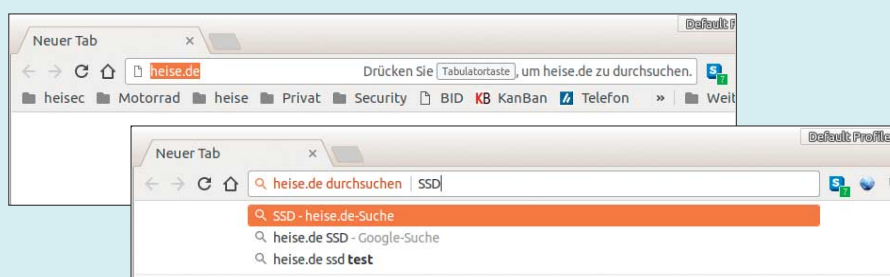 Default
Neuer Tab ×
heise.de Drücken Sie Tabulatortaste, um heise.de zu durchsuchen. S 7
heisec Motorrad heise Privat Security BID KB KanBan Telefon » Weit
Default Profile
Neuer Tab ×
heise.de durchsuchen | SSD S 7
SSD - heise.de-Suche
heise.de SSD - Google-Suche
heise.de ssd test